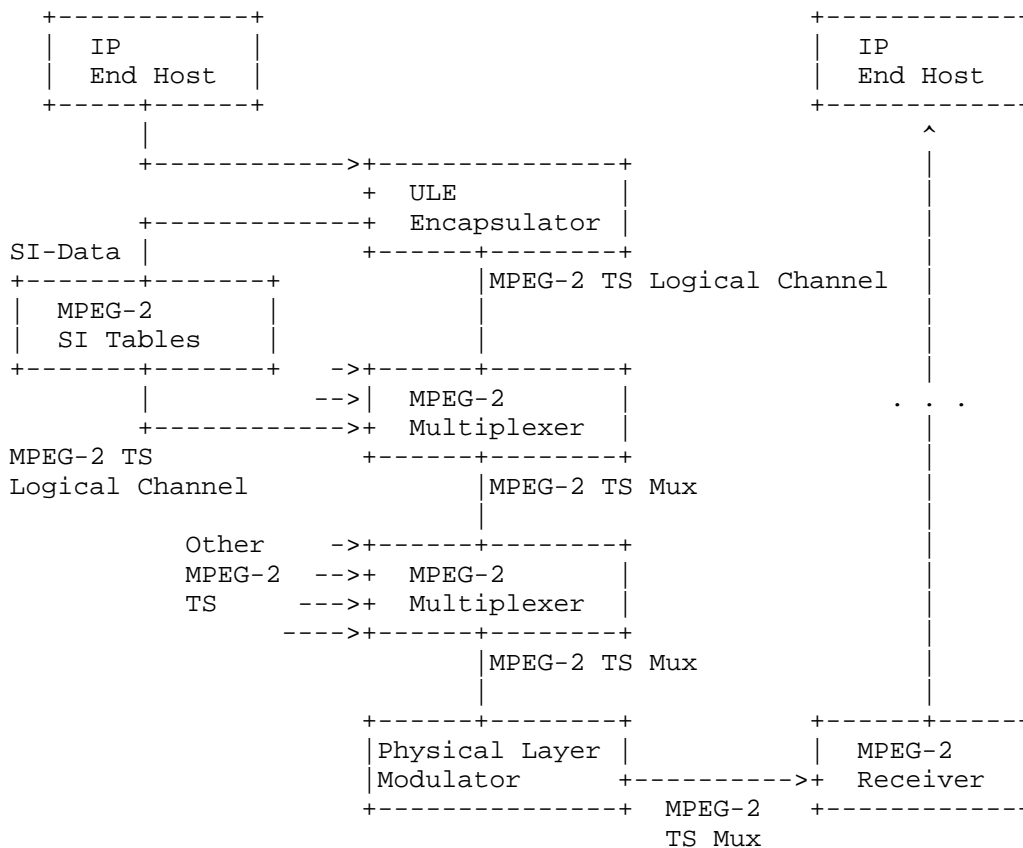 IP
End Host
IP
End Host
ULE
Encapsulator
SI-Data
MPEG-2 TS Logical Channel
MPEG-2
SI Tables
MPEG-2
Multiplexer
. . .
MPEG-2 TS
Logical Channel
MPEG-2 TS Mux
Other
MPEG-2
TS
MPEG-2
Multiplexer
MPEG-2 TS Mux
Physical Layer
Modulator
MPEG-2
Receiver
MPEG-2
TS Mux